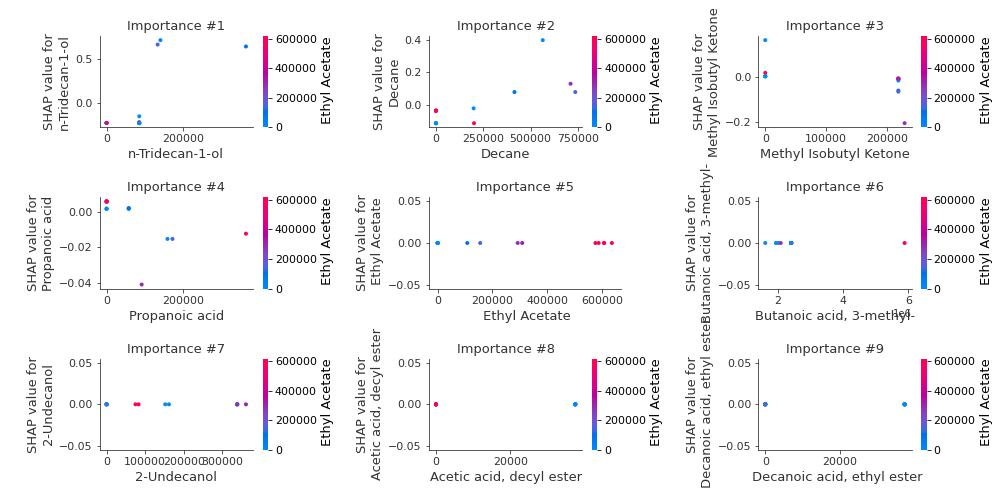 Importance #1
SHAP value for
n-Tridecan-1-ol
0.5
0.0
0
200000
n-Tridecan-1-ol
600000
400000
200000
0
Ethyl Acetate
Importance #2
SHAP value for
Decane
0.4
0.2
0.0
0
250000
500000
750000
Decane
600000
400000
200000
0
Ethyl Acetate
Importance #3
SHAP value for
Methyl Isobutyl Ketone
0.0
−0.2
0
100000
200000
Methyl Isobutyl Ketone
600000
400000
200000
0
Ethyl Acetate
Importance #4
SHAP value for
Propanoic acid
0.00
−0.02
−0.04
0
200000
Propanoic acid
600000
400000
200000
0
Ethyl Acetate
Importance #5
SHAP value for
Ethyl Acetate
0.05
0.00
−0.05
0
200000
400000
600000
Ethyl Acetate
Importance #6
SHAP value for
Butanoic acid, 3-methyl-
0.05
0.00
−0.05
2
4
6
1e6
Butanoic acid, 3-methyl-
600000
400000
200000
0
Ethyl Acetate
Importance #7
SHAP value for
2-Undecanol
0.05
0.00
−0.05
0
100000
200000
300000
2-Undecanol
600000
400000
200000
0
Ethyl Acetate
Importance #8
SHAP value for
Acetic acid, decyl ester
0.05
0.00
−0.05
0
20000
Acetic acid, decyl ester
600000
400000
200000
0
Ethyl Acetate
Importance #9
SHAP value for
Decanoic acid, ethyl ester
0.05
0.00
−0.05
0
20000
Decanoic acid, ethyl ester
600000
400000
200000
0
Ethyl Acetate